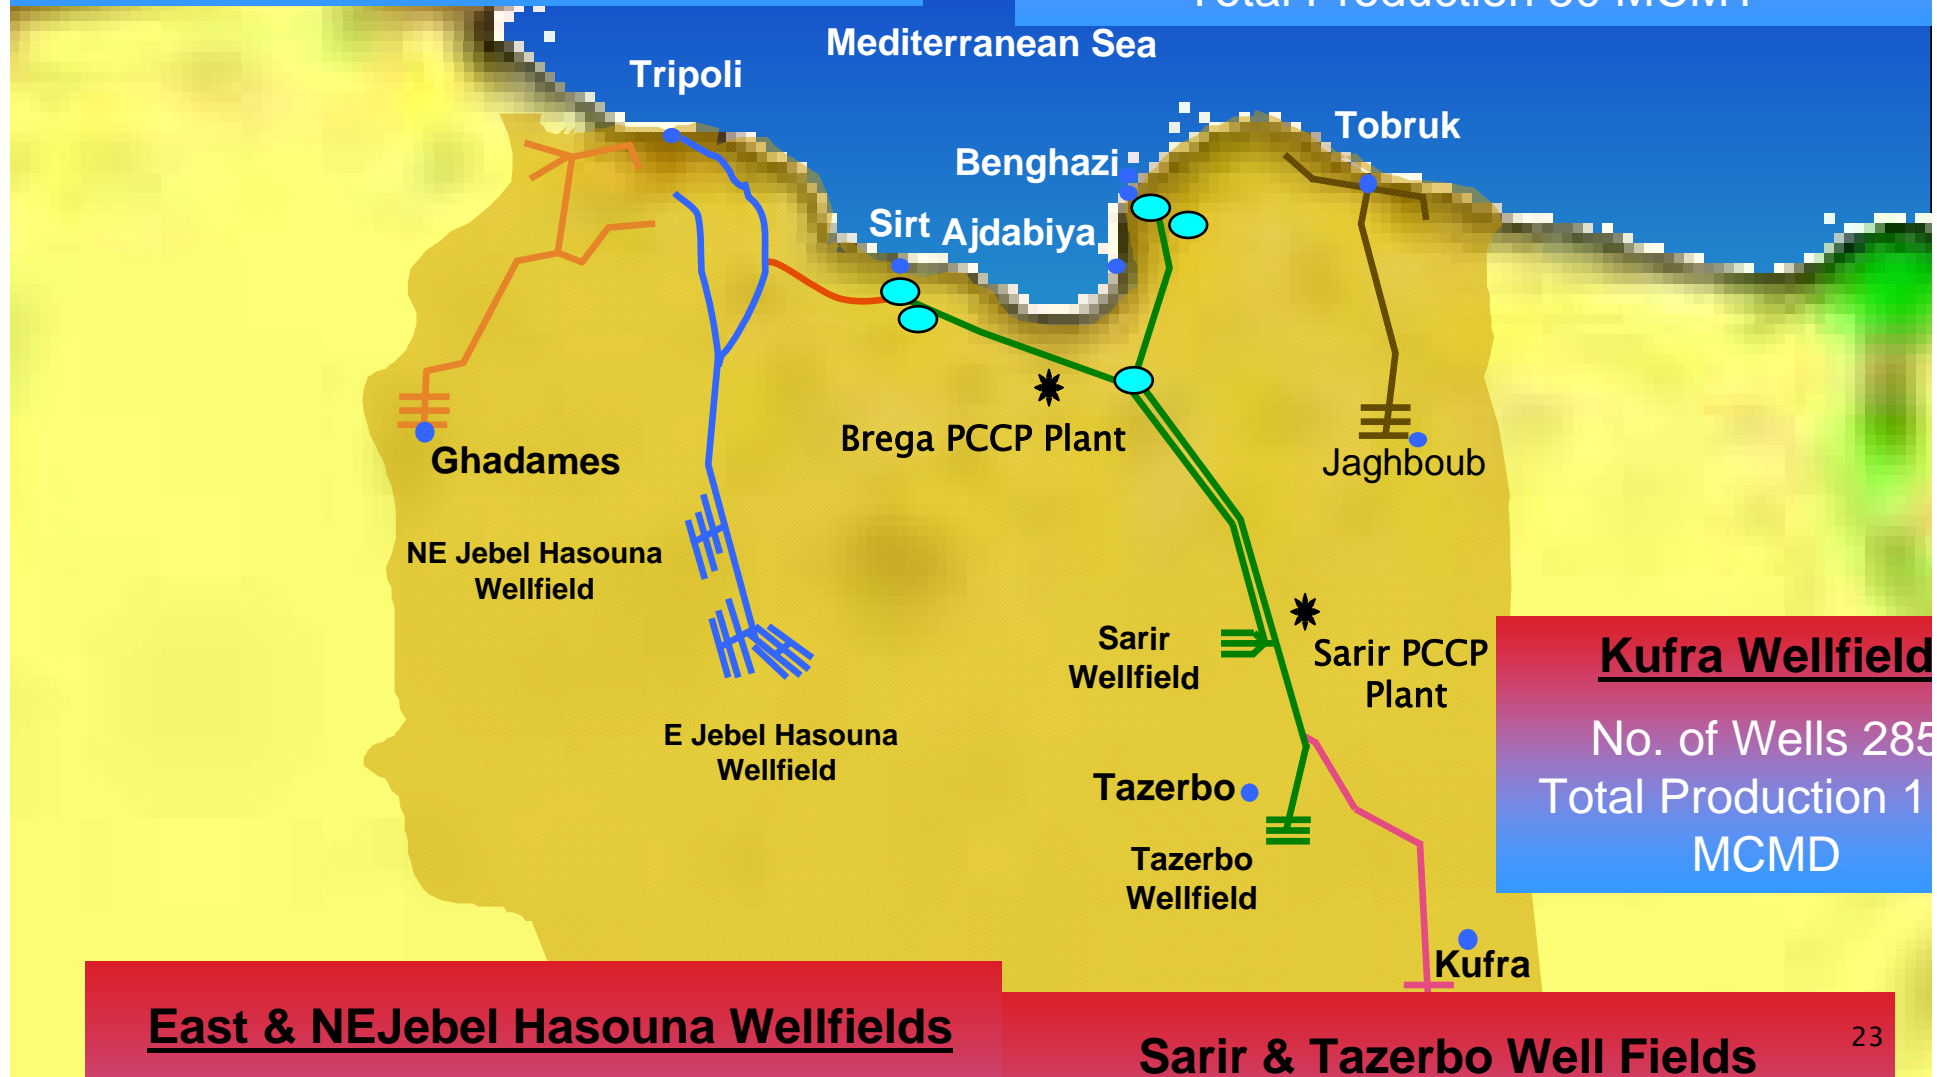 Mediterranean Sea
Tripoli
Tobruk
Benghazi
Sirt Ajdabiya
Brega PCCP Plant
Ghadames
Jaghboub
NE Jebel Hasouna
Wellfield
Sarir
Wellfield
Sarir PCCP
Plant
Kufra Wellfield
No. of Wells 285
Total Production 1
MCMD
E Jebel Hasouna
Wellfield
Tazerbo
Tazerbo
Wellfield
Kufra
East & NEJebel Hasouna Wellfields
Sarir & Tazerbo Well Fields
23